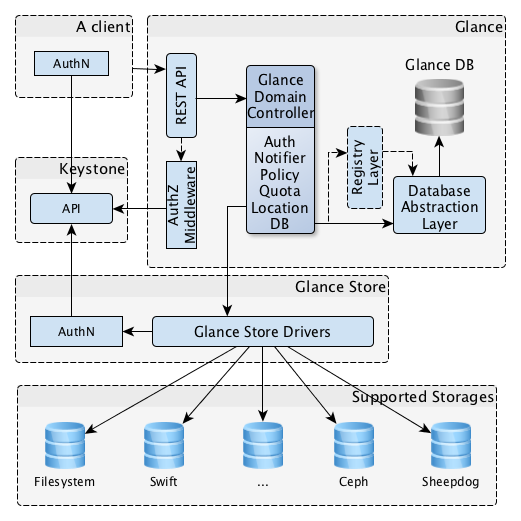 A client
AuthN
Glance
REST API
Glance
Domain
Controller
Auth
Notifier
Policy
Quota
Location
DB
Glance DB
Registry
Layer
Database
Abstraction
Layer
AuthZ
Middleware
Keystone
API
Glance Store
AuthN
Glance Store Drivers
Supported Storages
Filesystem
Swift
...
Ceph
Sheepdog